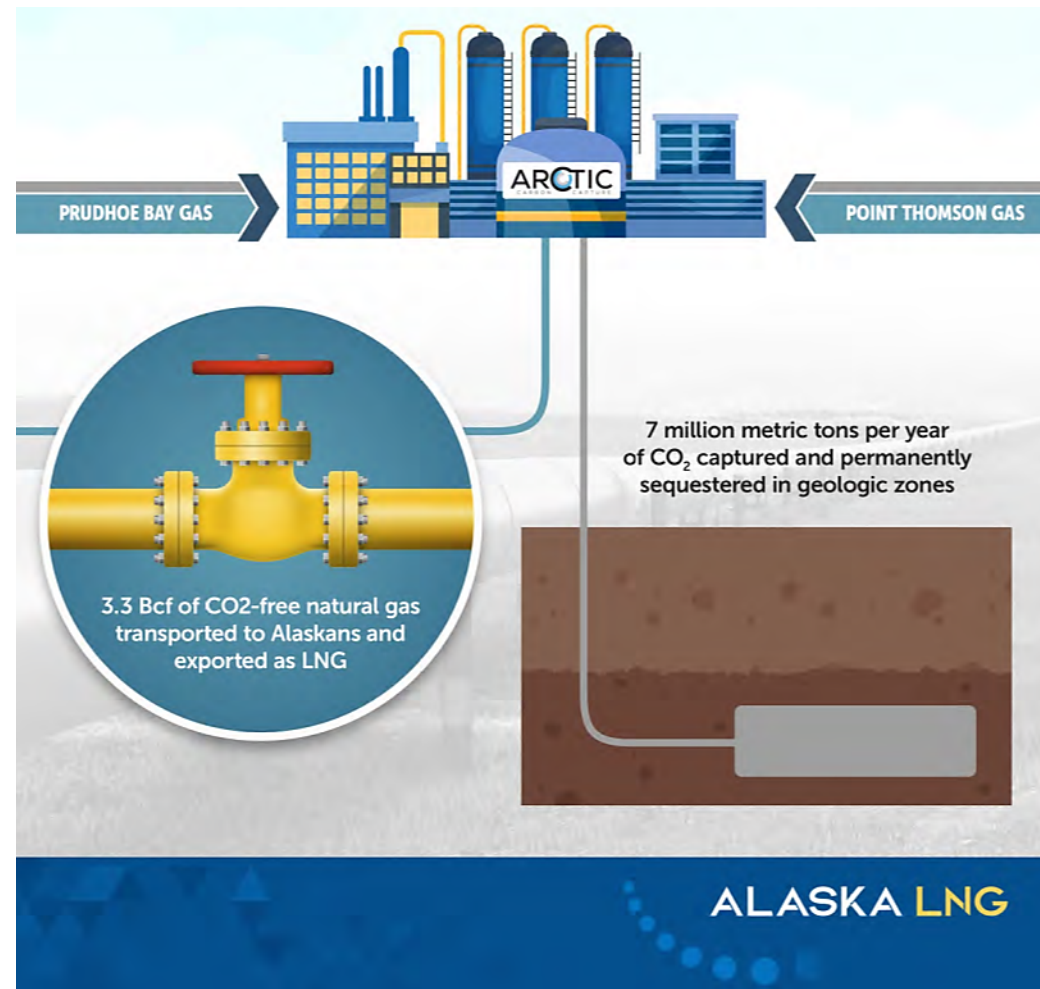 ARCTIC
CARBON CAPTURE
PRUDHOE BAY GAS
POINT THOMSON GAS
7 million metric tons per year
of CO₂ captured and permanently
sequestered in geologic zones
3.3 Bcf of CO2-free natural gas
transported to Alaskans and
exported as LNG
ALASKA LNG